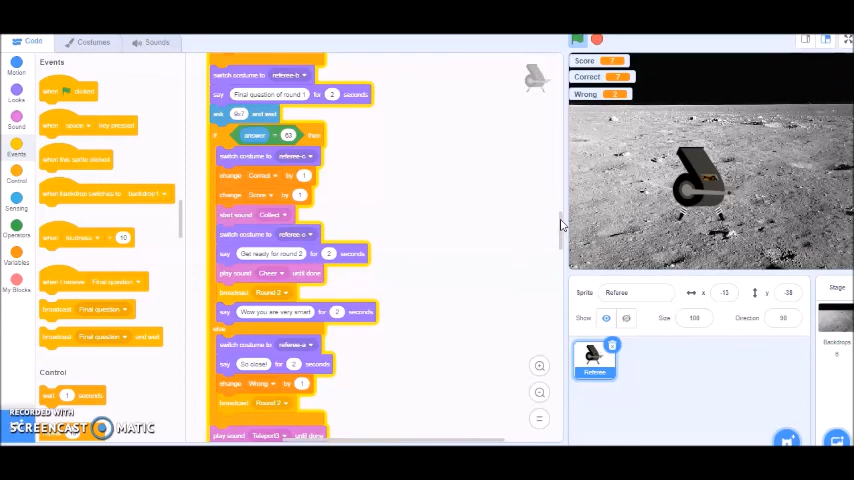 Code
Costumes
Sounds
Motion
Looks
Sound
Events
Control
Sensing
Operators
Variables
My Blocks
Events
when clicked
when space key pressed
when this sprite clicked
when backdrop switches to backdrop1
when loudness > 10
when I receive Final question
broadcast Final question
broadcast Final question and wait
Control
wait 1 seconds
RECORDED WITH
SCREENCAST MATIC
switch costume to referee-b
say Final question of round 1 for 2 seconds
ask 9x7 and wait
if answer = 63 then
switch costume to referee-c
change Correct by 1
change Score by 1
start sound Collect
switch costume to referee-c
say Get ready for round 2 for 2 seconds
play sound Cheer until done
broadcast Round 2
say Wow you are very smart for 2 seconds
else
switch costume to referee-a
say So close! for 2 seconds
change Wrong by 1
broadcast Round 2
play sound Teleport3 until done
Score 7
Correct 7
Wrong 2
Sprite Referee x -13 y -38
Show Size 100 Direction 90
Referee
Stage
Backdrops